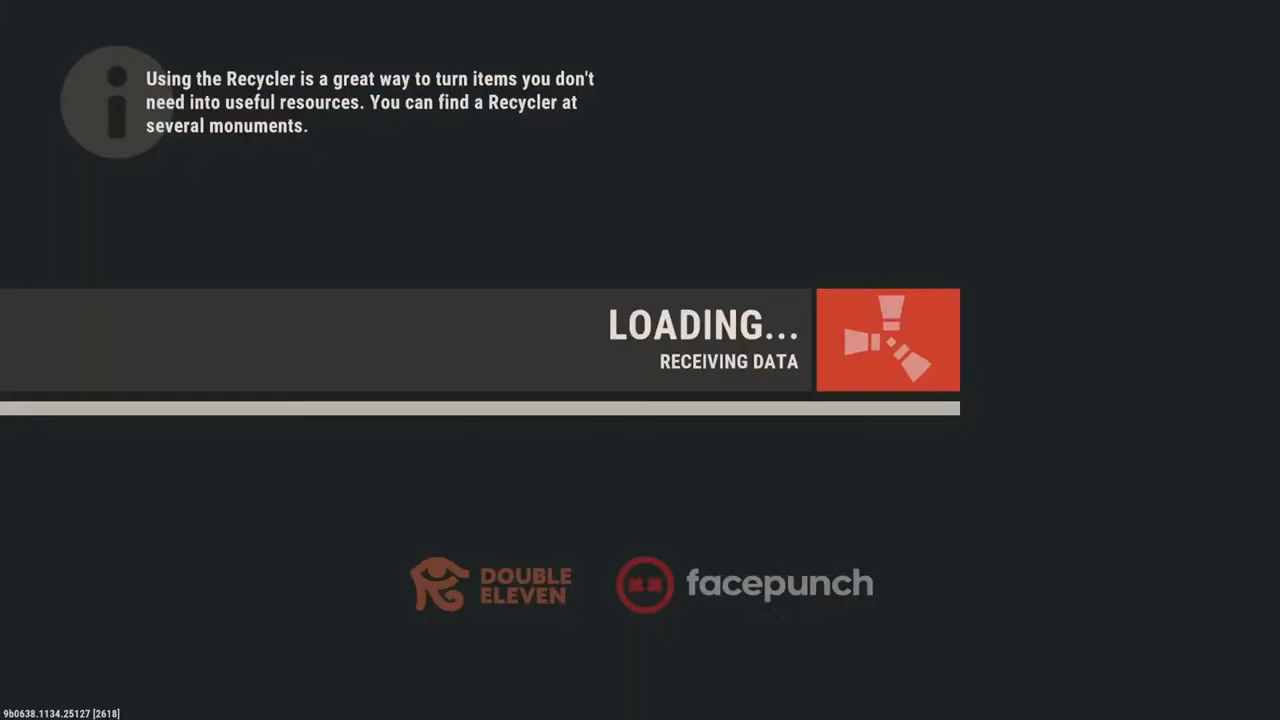 Using the Recycler is a great way to turn items you don't
need into useful resources. You can find a Recycler at
several monuments.
LOADING...
RECEIVING DATA
DOUBLE
ELEVEN
facepunch
9b0638.1134.25127 [2618]